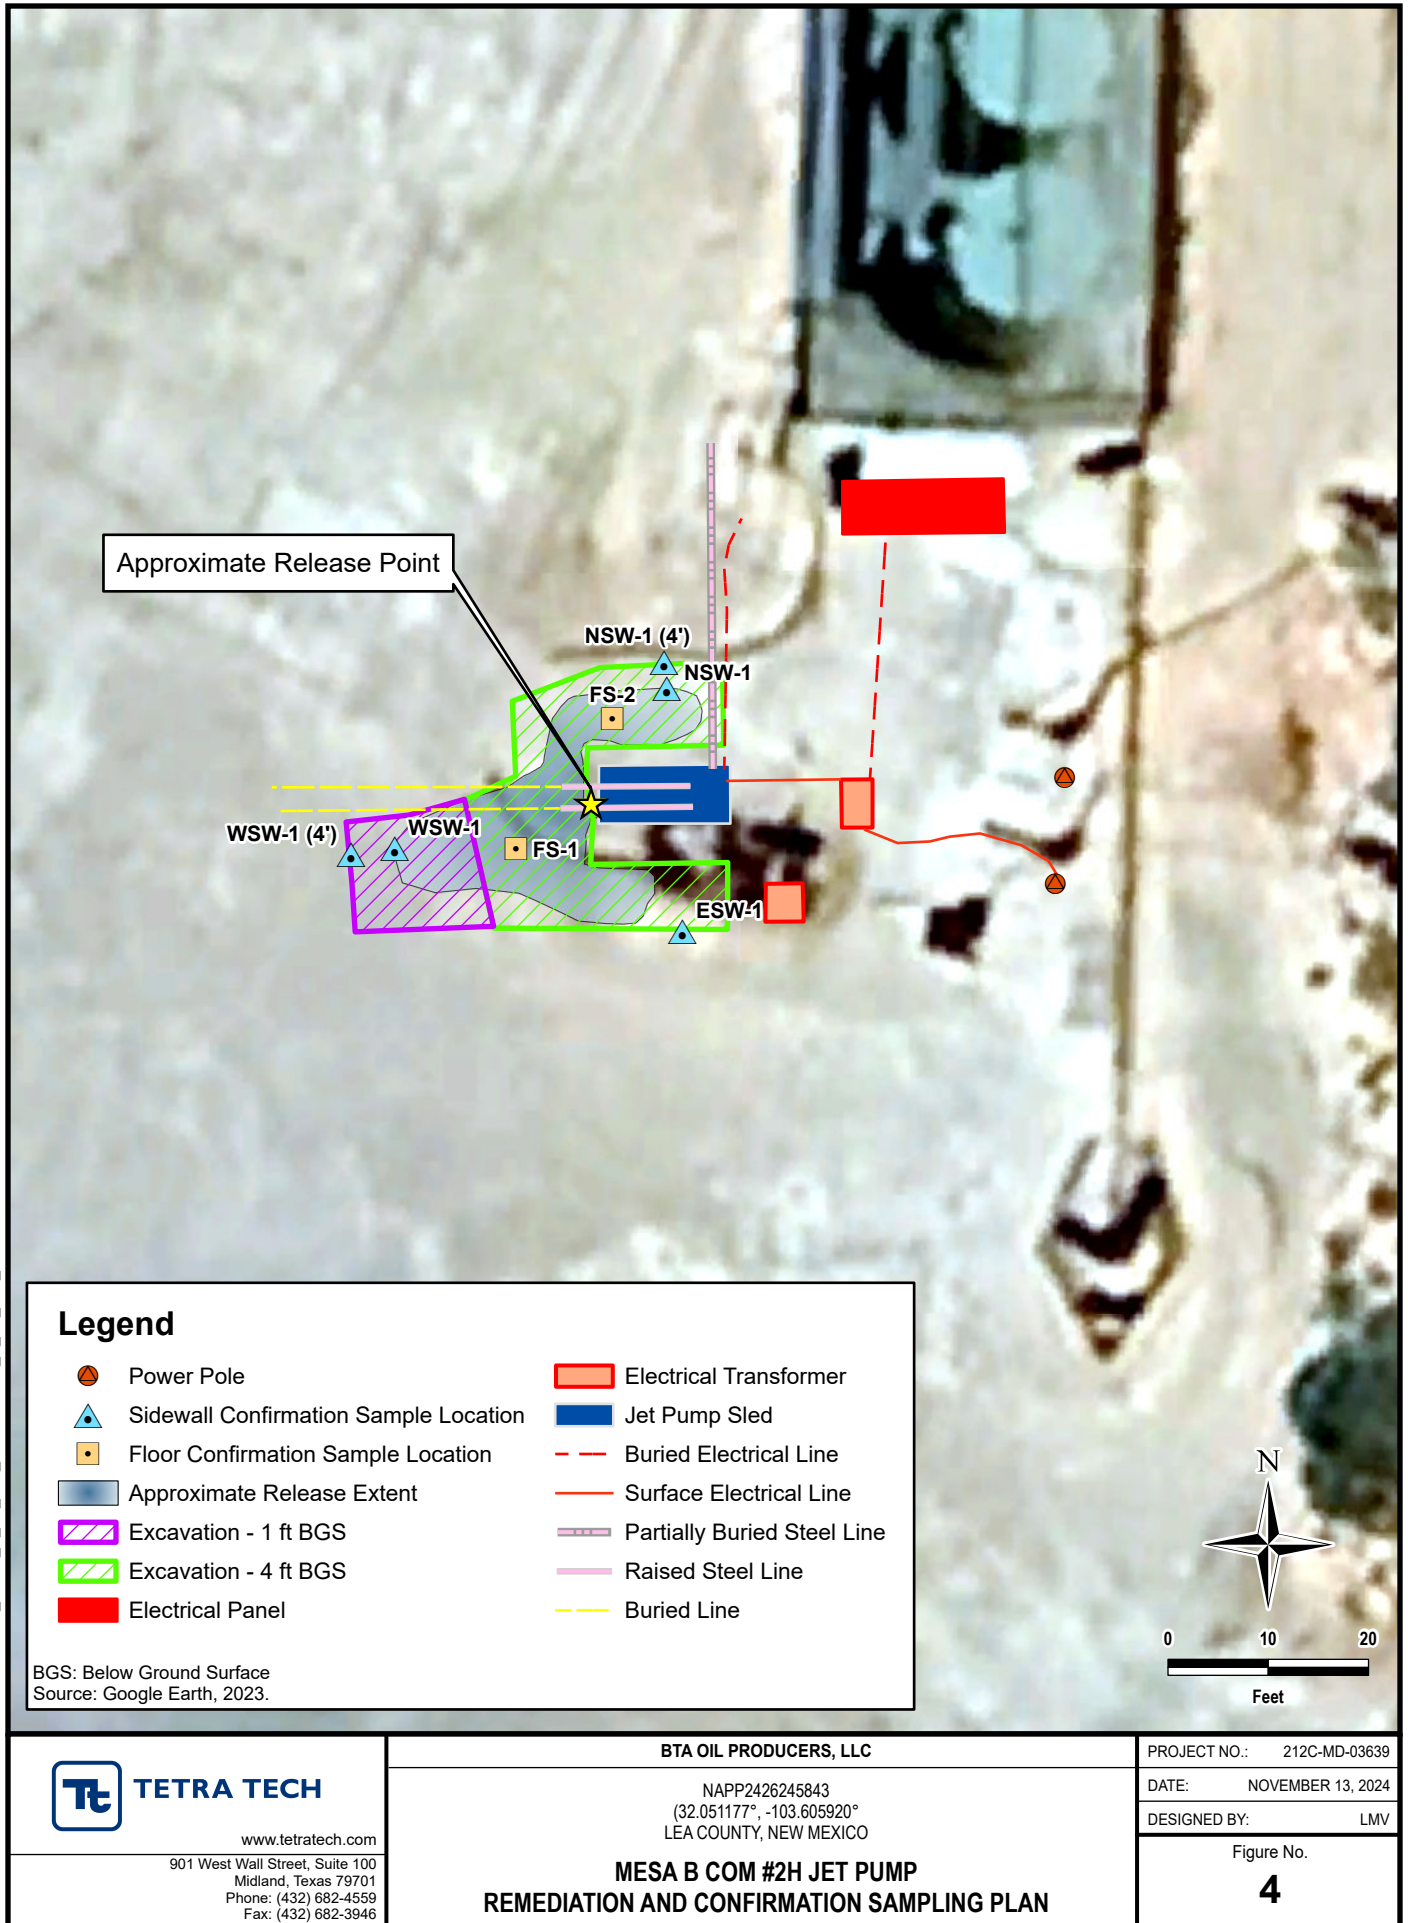 Approximate Release Point
NSW-1 (4')
NSW-1
FS-2
WSW-1 (4')
WSW-1
FS-1
ESW-1
Legend
Power Pole
Sidewall Confirmation Sample Location
Floor Confirmation Sample Location
Approximate Release Extent
Excavation - 1 ft BGS
Excavation - 4 ft BGS
Electrical Panel
Electrical Transformer
Jet Pump Sled
Buried Electrical Line
Surface Electrical Line
Partially Buried Steel Line
Raised Steel Line
Buried Line
BGS: Below Ground Surface
Source: Google Earth, 2023.
N
0 10 20
Feet
Tt TETRA TECH
www.tetratech.com
901 West Wall Street, Suite 100
Midland, Texas 79701
Phone: (432) 682-4559
Fax: (432) 682-3946
BTA OIL PRODUCERS, LLC
NAPP2426245843
(32.051177°, -103.605920°
LEA COUNTY, NEW MEXICO
MESA B COM #2H JET PUMP
REMEDIATION AND CONFIRMATION SAMPLING PLAN
PROJECT NO.: 212C-MD-03639
DATE: NOVEMBER 13, 2024
DESIGNED BY: LMV
Figure No.
4